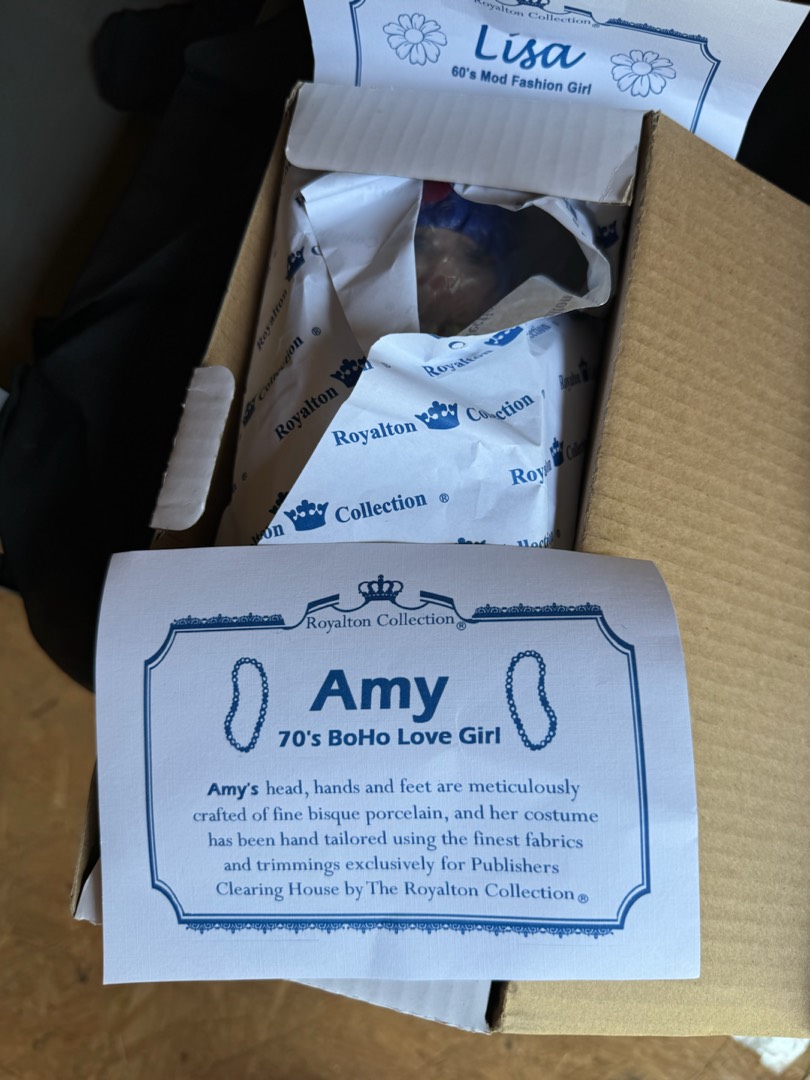 Royalton Collection®
Lisa
60's Mod Fashion Girl
Collection ®
Royalton
Royalton
Royalton Collection
Royalton
Collection ®
Royalton Collection®
Amy
70's BoHo Love Girl
Amy's head, hands and feet are meticulously
crafted of fine bisque porcelain, and her costume
has been hand tailored using the finest fabrics
and trimmings exclusively for Publishers
Clearing House by The Royalton Collection®